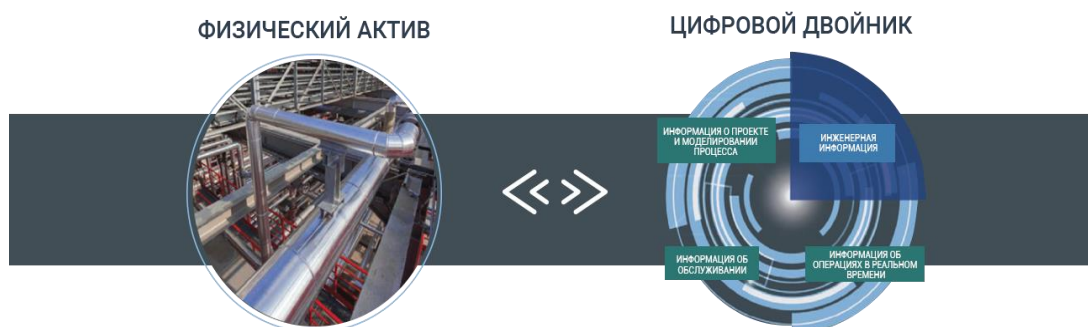 ФИЗИЧЕСКИЙ АКТИВ
ЦИФРОВОЙ ДВОЙНИК
ИНФОРМАЦИЯ О ПРОЕКТЕ
И МОДЕЛИРОВАНИИ
ПРОЦЕССА
ИНЖЕНЕРНАЯ
ИНФОРМАЦИЯ
ИНФОРМАЦИЯ ОБ
ОБСЛУЖИВАНИИ
ИНФОРМАЦИЯ ОБ
ОПЕРАЦИЯХ В РЕАЛЬНОМ
ВРЕМЕНИ